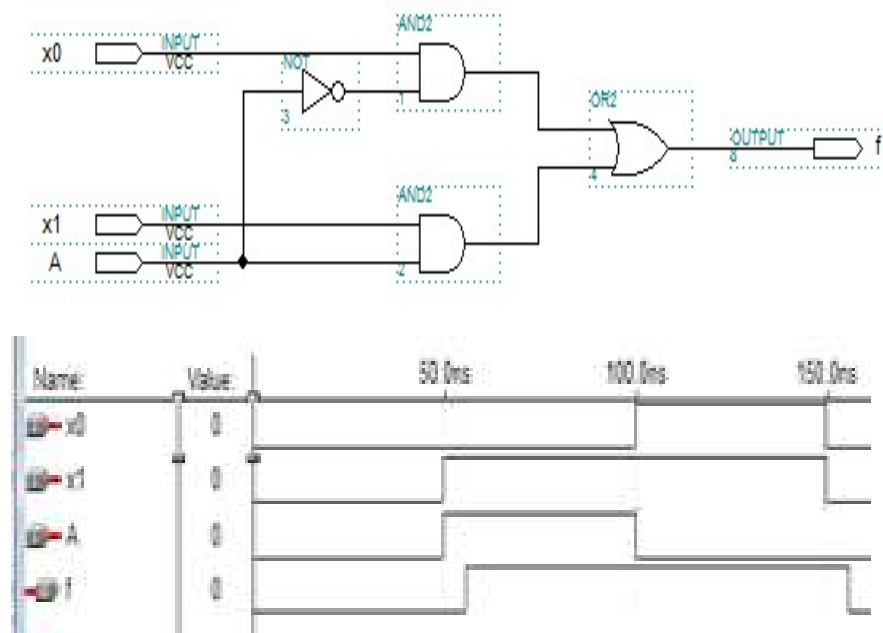 AND2
x0 INPUT
VCC
NOT
1
3
OR2
OUTPUT f
8
4
AND2
x1 INPUT
VCC
A INPUT
VCC
2
50.0ns 100.0ns 150.0ns
Name Value
x0 0
x1 0
A 0
f 0